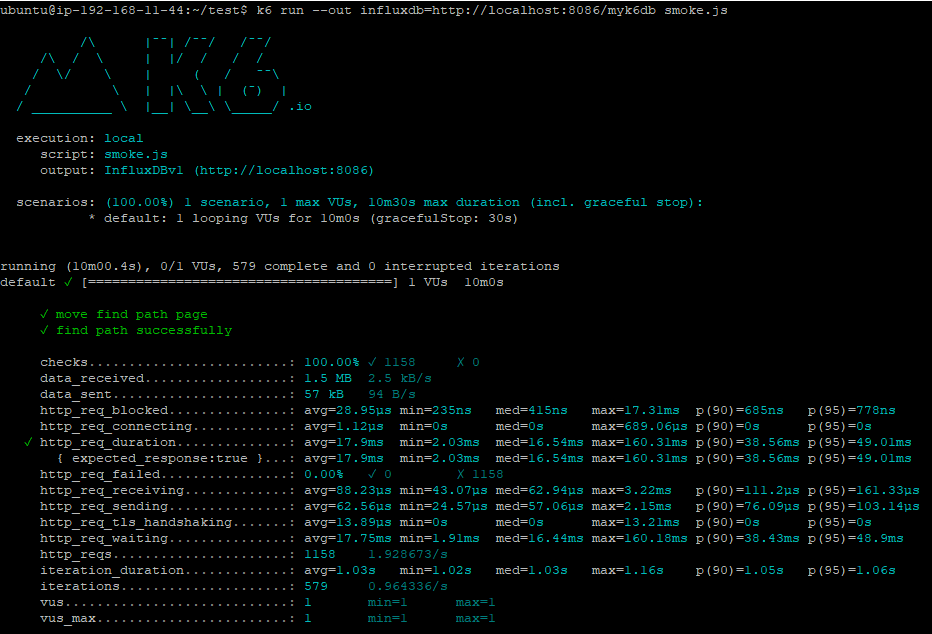 ubuntu@ip-192-168-11-44:~/test$ k6 run --out influxdb=http://localhost:8086/myk6db smoke.js
          /\      |‾‾| /‾‾/   /‾‾/
     /\  /  \     |  |/  /   /  /
    /  \/    \    |     (   /   ‾‾\
   /          \   |  |\  \ |  (‾)  |
  / __________ \  |__| \__\ \_____/ .io
execution: local
script: smoke.js
output: InfluxDBv1 (http://localhost:8086)
scenarios: (100.00%) 1 scenario, 1 max VUs, 10m30s max duration (incl. graceful stop):
* default: 1 looping VUs for 10m0s (gracefulStop: 30s)
running (10m00.4s), 0/1 VUs, 579 complete and 0 interrupted iterations
default ✓ [======================================] 1 VUs  10m0s
✓ move find path page
✓ find path successfully
checks.........................: 100.00% ✓ 1158     ✗ 0
data_received..................: 1.5 MB  2.5 kB/s
data_sent......................: 57 kB   94 B/s
http_req_blocked...............: avg=28.95µs min=235ns   med=415ns   max=17.31ms  p(90)=685ns   p(95)=778ns
http_req_connecting............: avg=1.12µs  min=0s      med=0s      max=689.06µs p(90)=0s      p(95)=0s
✓ http_req_duration..............: avg=17.9ms  min=2.03ms  med=16.54ms max=160.31ms p(90)=38.56ms p(95)=49.01ms
{ expected_response:true }...: avg=17.9ms  min=2.03ms  med=16.54ms max=160.31ms p(90)=38.56ms p(95)=49.01ms
http_req_failed................: 0.00%   ✓ 0        ✗ 1158
http_req_receiving.............: avg=88.23µs min=43.07µs med=62.94µs max=3.22ms   p(90)=111.2µs p(95)=161.33µs
http_req_sending...............: avg=62.56µs min=24.57µs med=57.06µs max=2.15ms   p(90)=76.09µs p(95)=103.14µs
http_req_tls_handshaking.......: avg=13.89µs min=0s      med=0s      max=13.21ms  p(90)=0s      p(95)=0s
http_req_waiting...............: avg=17.75ms min=1.91ms  med=16.44ms max=160.18ms p(90)=38.43ms p(95)=48.9ms
http_reqs......................: 1158    1.928673/s
iteration_duration.............: avg=1.03s   min=1.02s   med=1.03s   max=1.16s    p(90)=1.05s   p(95)=1.06s
iterations.....................: 579     0.964336/s
vus............................: 1       min=1      max=1
vus_max........................: 1       min=1      max=1